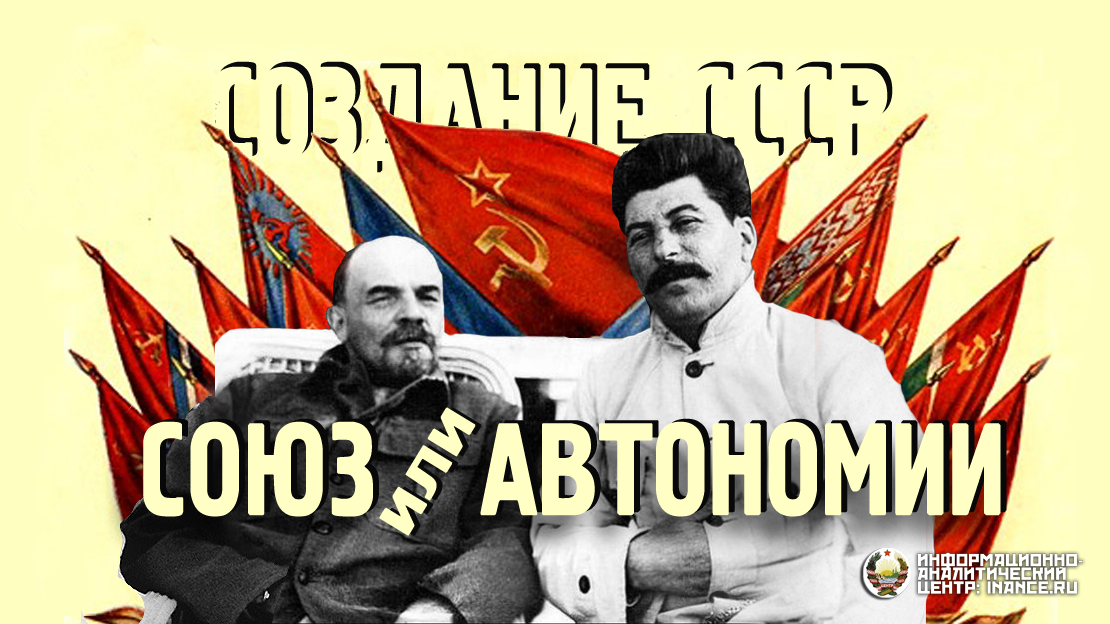 СОЗДАНИЕ СССР
СОЮЗ ИЛИ АВТОНОМИИ
ИНФОРМАЦИОННО-
АНАЛИТИЧЕСКИЙ
ЦЕНТР: INANCE.RU